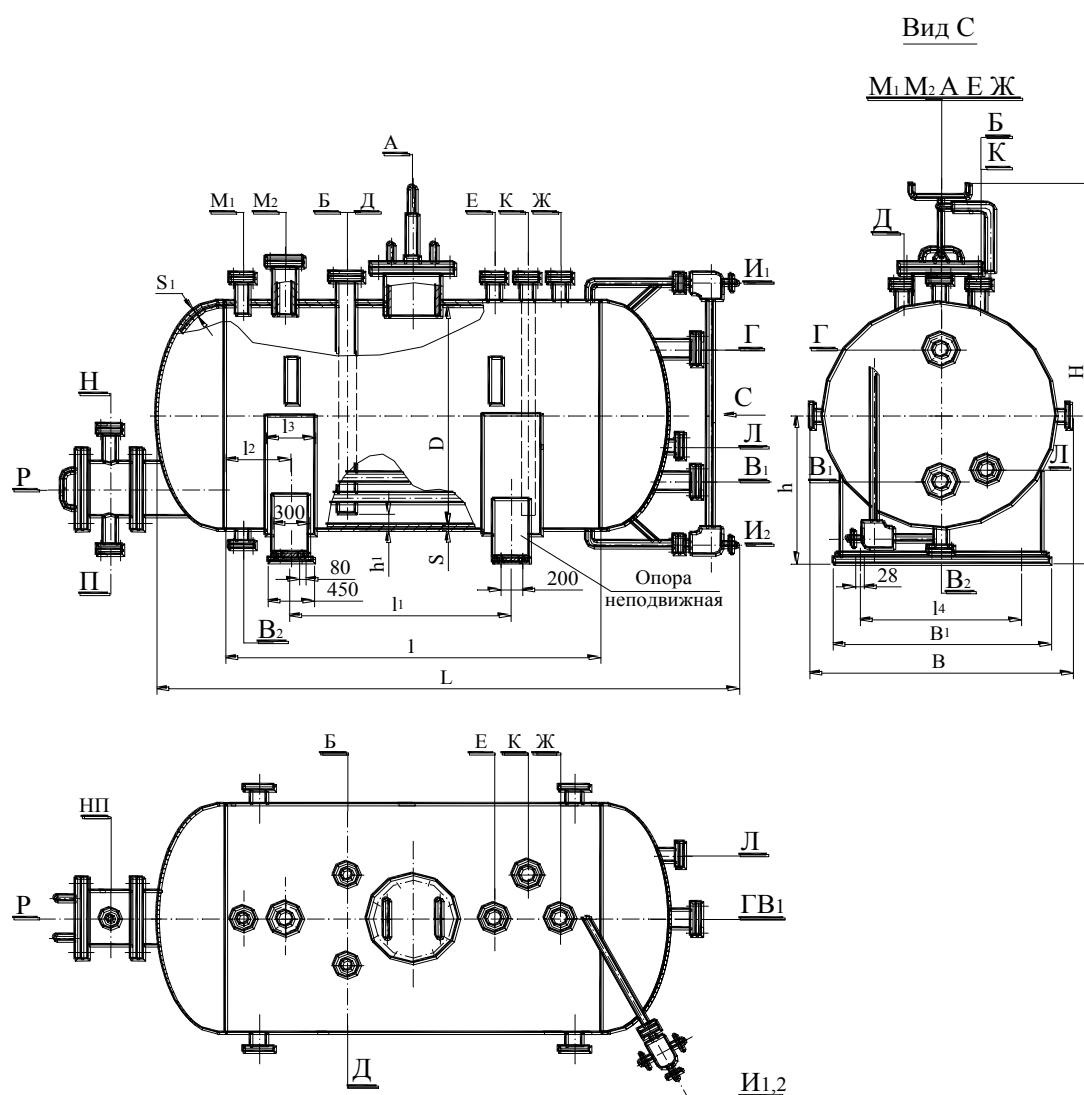 Вид С
М1 М2 А Е Ж
Б
К
А
М1 М2 Б Д Е К Ж
Д
И1
S1
Г
Г
Н
С
H
l3
D
l2
Л
Л
Р
В1
В1
h
300
И2
h1
S
П
80
450
200
Опора
неподвижная
28
В2
l1
l4
В2
B1
l
B
L
Б Е К Ж
НП
Л
Р
ГВ1
Д
И1,2